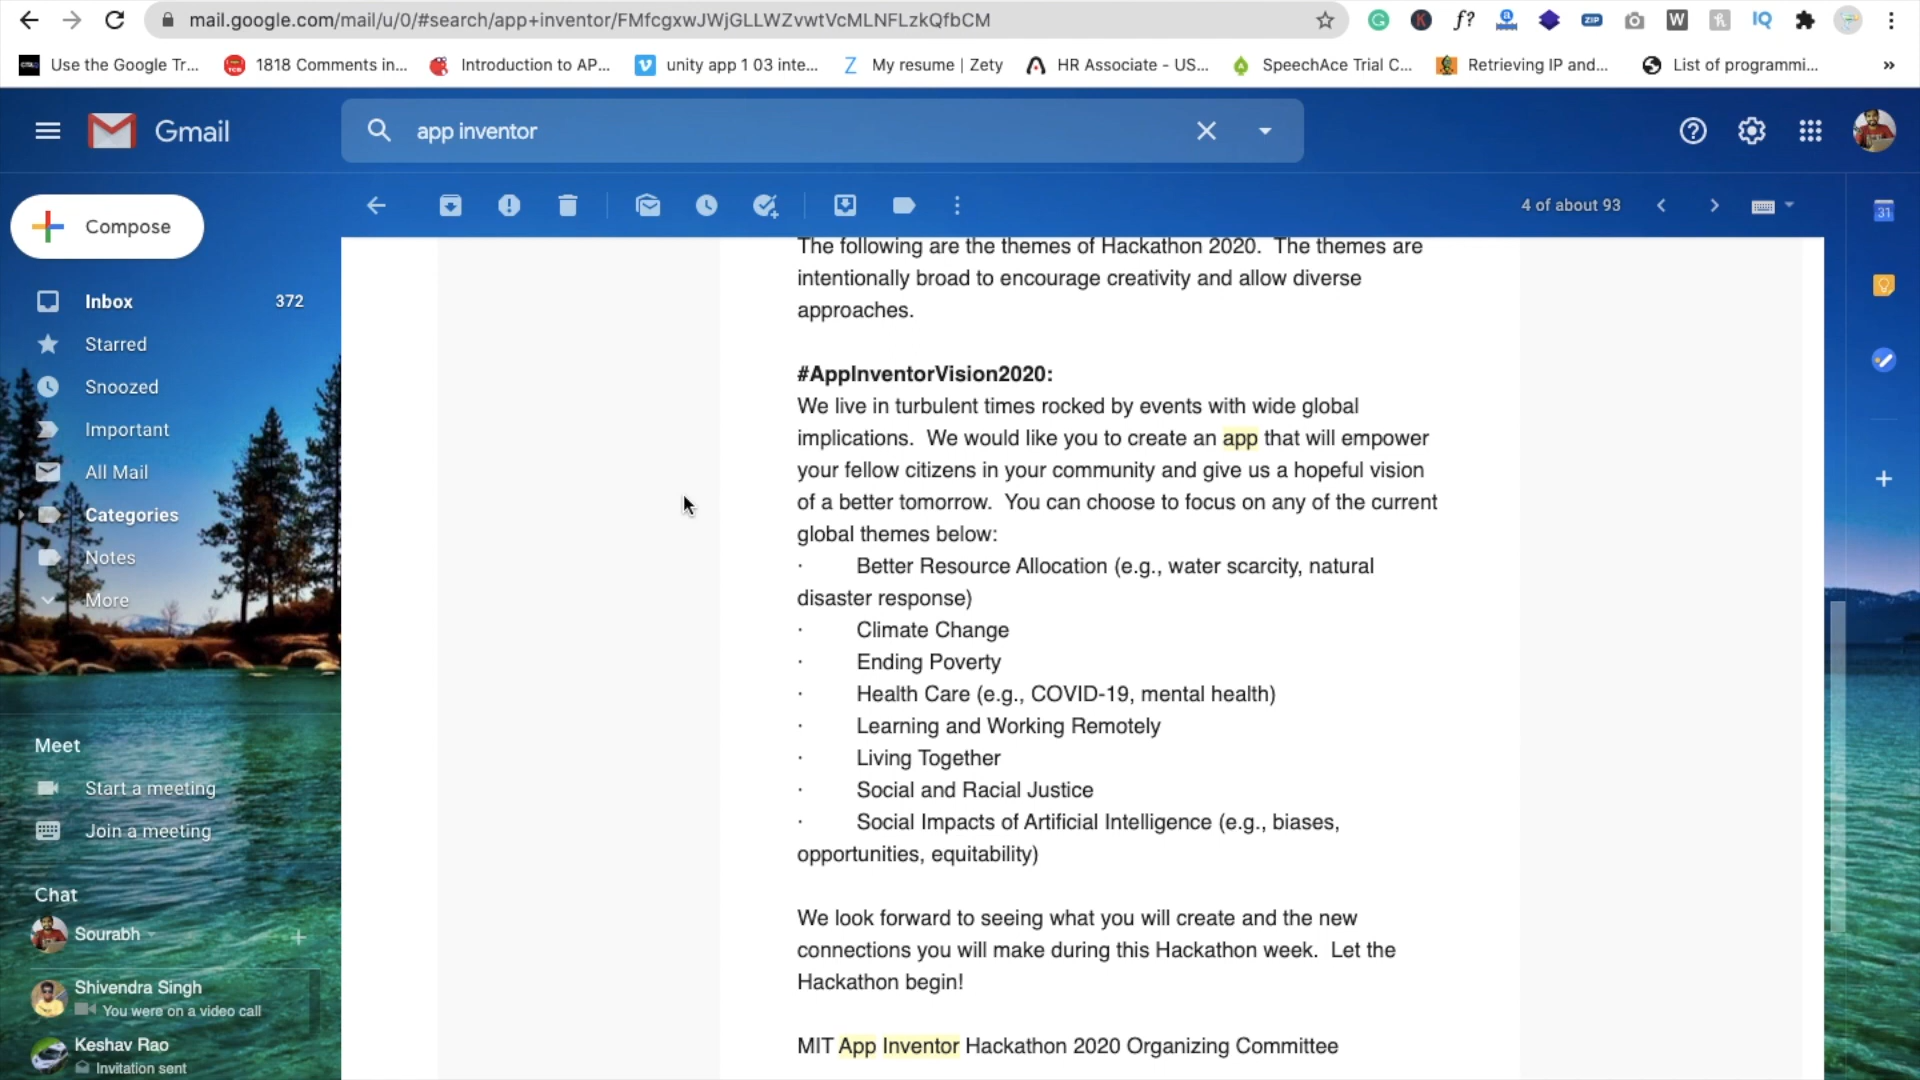 mail.google.com/mail/u/0/#search/app+inventor/FMfcgxwJWjGLLWZvwtVcMLNFLzkQfbCM
Use the Google Tr...
1818 Comments in...
Introduction to AP...
unity app 1 03 inte...
My resume | Zety
HR Associate - US...
SpeechAce Trial C...
Retrieving IP and...
List of programmi...
»
Gmail
app inventor
Compose
4 of about 93
31
Inbox 372
Starred
Snoozed
Important
All Mail
Categories
Notes
More
Meet
Start a meeting
Join a meeting
Chat
Sourabh
Shivendra Singh
You were on a video call
Keshav Rao
Invitation sent
The following are the themes of Hackathon 2020. The themes are
intentionally broad to encourage creativity and allow diverse
approaches.
#AppInventorVision2020:
We live in turbulent times rocked by events with wide global
implications. We would like you to create an app that will empower
your fellow citizens in your community and give us a hopeful vision
of a better tomorrow. You can choose to focus on any of the current
global themes below:
· Better Resource Allocation (e.g., water scarcity, natural
disaster response)
· Climate Change
· Ending Poverty
· Health Care (e.g., COVID-19, mental health)
· Learning and Working Remotely
· Living Together
· Social and Racial Justice
· Social Impacts of Artificial Intelligence (e.g., biases,
opportunities, equitability)
We look forward to seeing what you will create and the new
connections you will make during this Hackathon week. Let the
Hackathon begin!
MIT App Inventor Hackathon 2020 Organizing Committee